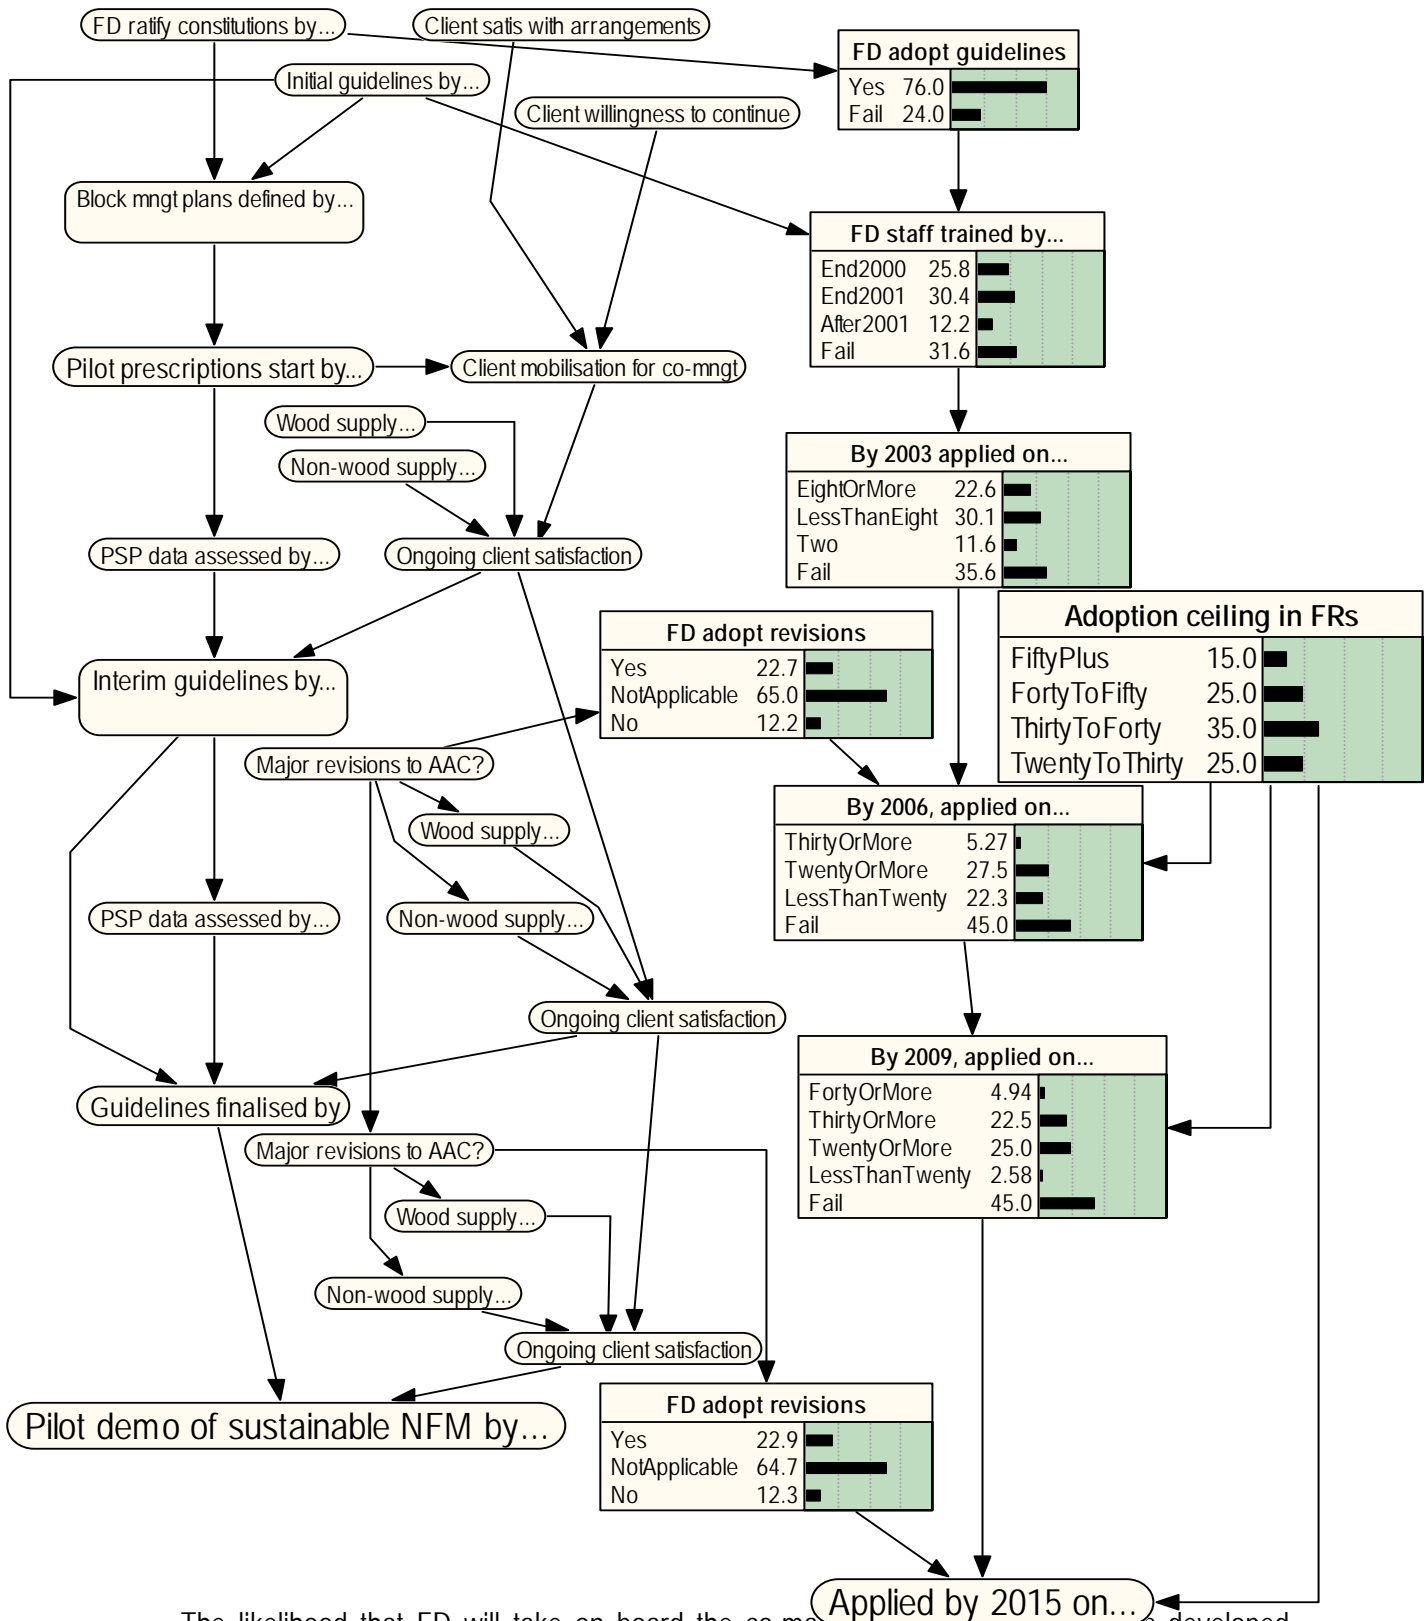 FD ratify constitutions by...
Client satis with arrangements
Initial guidelines by...
Client willingness to continue
FD adopt guidelines
Yes 76.0
Fail 24.0
Block mngt plans defined by...
FD staff trained by...
End2000 25.8
End2001 30.4
After2001 12.2
Fail 31.6
Pilot prescriptions start by...
Client mobilisation for co-mngt
Wood supply...
Non-wood supply...
By 2003 applied on...
EightOrMore 22.6
LessThanEight 30.1
Two 11.6
Fail 35.6
PSP data assessed by...
Ongoing client satisfaction
Adoption ceiling in FRs
FiftyPlus 15.0
FortyToFifty 25.0
ThirtyToForty 35.0
TwentyToThirty 25.0
FD adopt revisions
Yes 22.7
NotApplicable 65.0
No 12.2
Interim guidelines by...
Major revisions to AAC?
Wood supply...
Non-wood supply...
By 2006, applied on...
ThirtyOrMore 5.27
TwentyOrMore 27.5
LessThanTwenty 22.3
Fail 45.0
PSP data assessed by...
Ongoing client satisfaction
By 2009, applied on...
FortyOrMore 4.94
ThirtyOrMore 22.5
TwentyOrMore 25.0
LessThanTwenty 2.58
Fail 45.0
Guidelines finalised by
Major revisions to AAC?
Wood supply...
Non-wood supply...
Ongoing client satisfaction
Pilot demo of sustainable NFM by...
FD adopt revisions
Yes 22.9
NotApplicable 64.7
No 12.3
Applied by 2015 on...
The likelihood that FD will take on board the developed